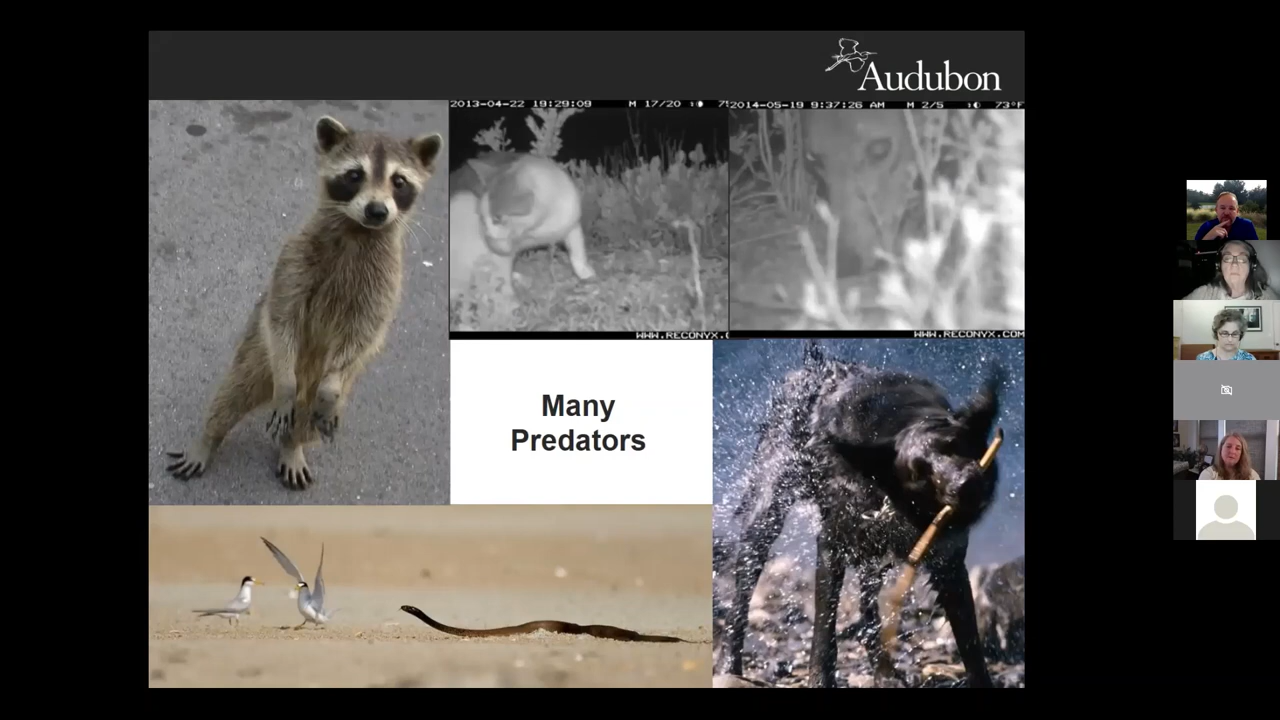 Audubon
2013-04-22 19:29:09 M 17/20
2014-05-19 9:37:26 AM M 2/5 73°F
WWW.RECONYX.
WWW.RECONYX.COM
Many
Predators